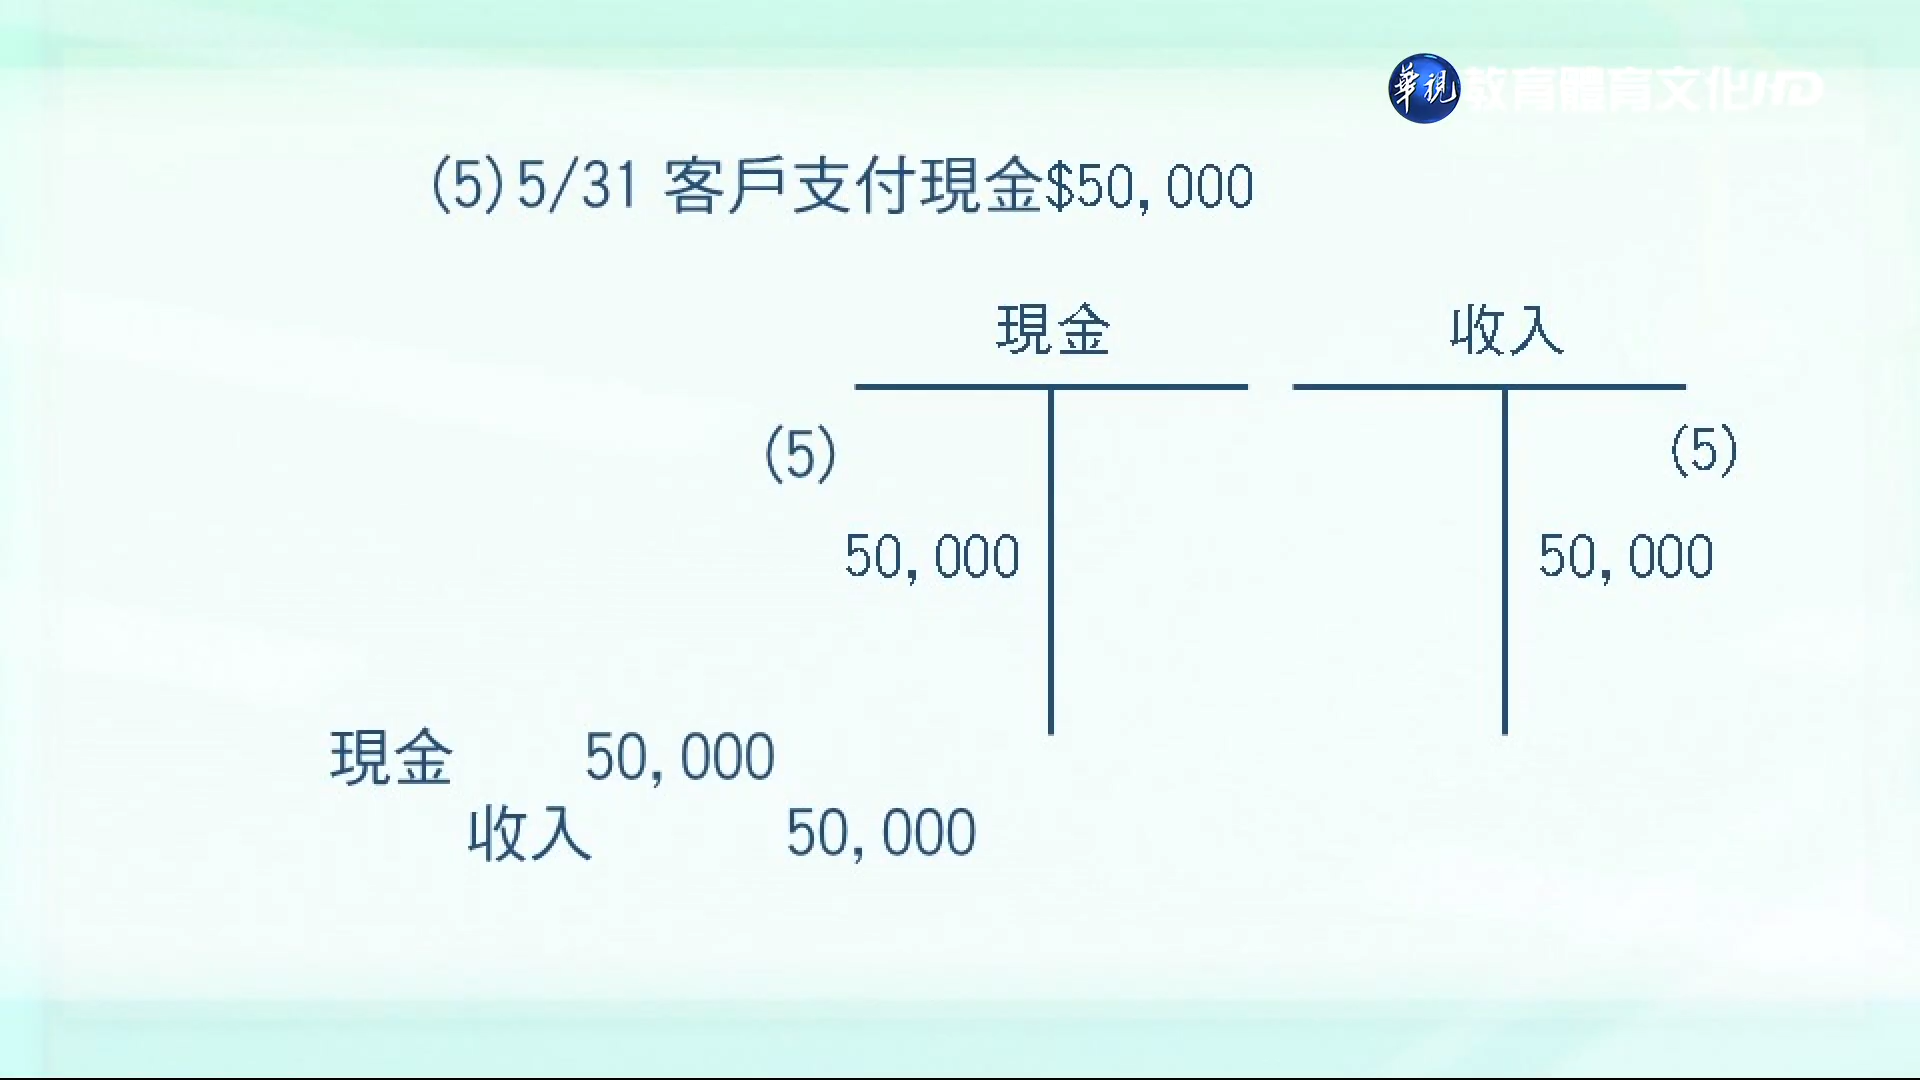 華視 教育體育文化HD
(5)5/31 客戶支付現金$50,000
現金 收入
(5) (5)
50,000 50,000
現金 50,000
收入 50,000